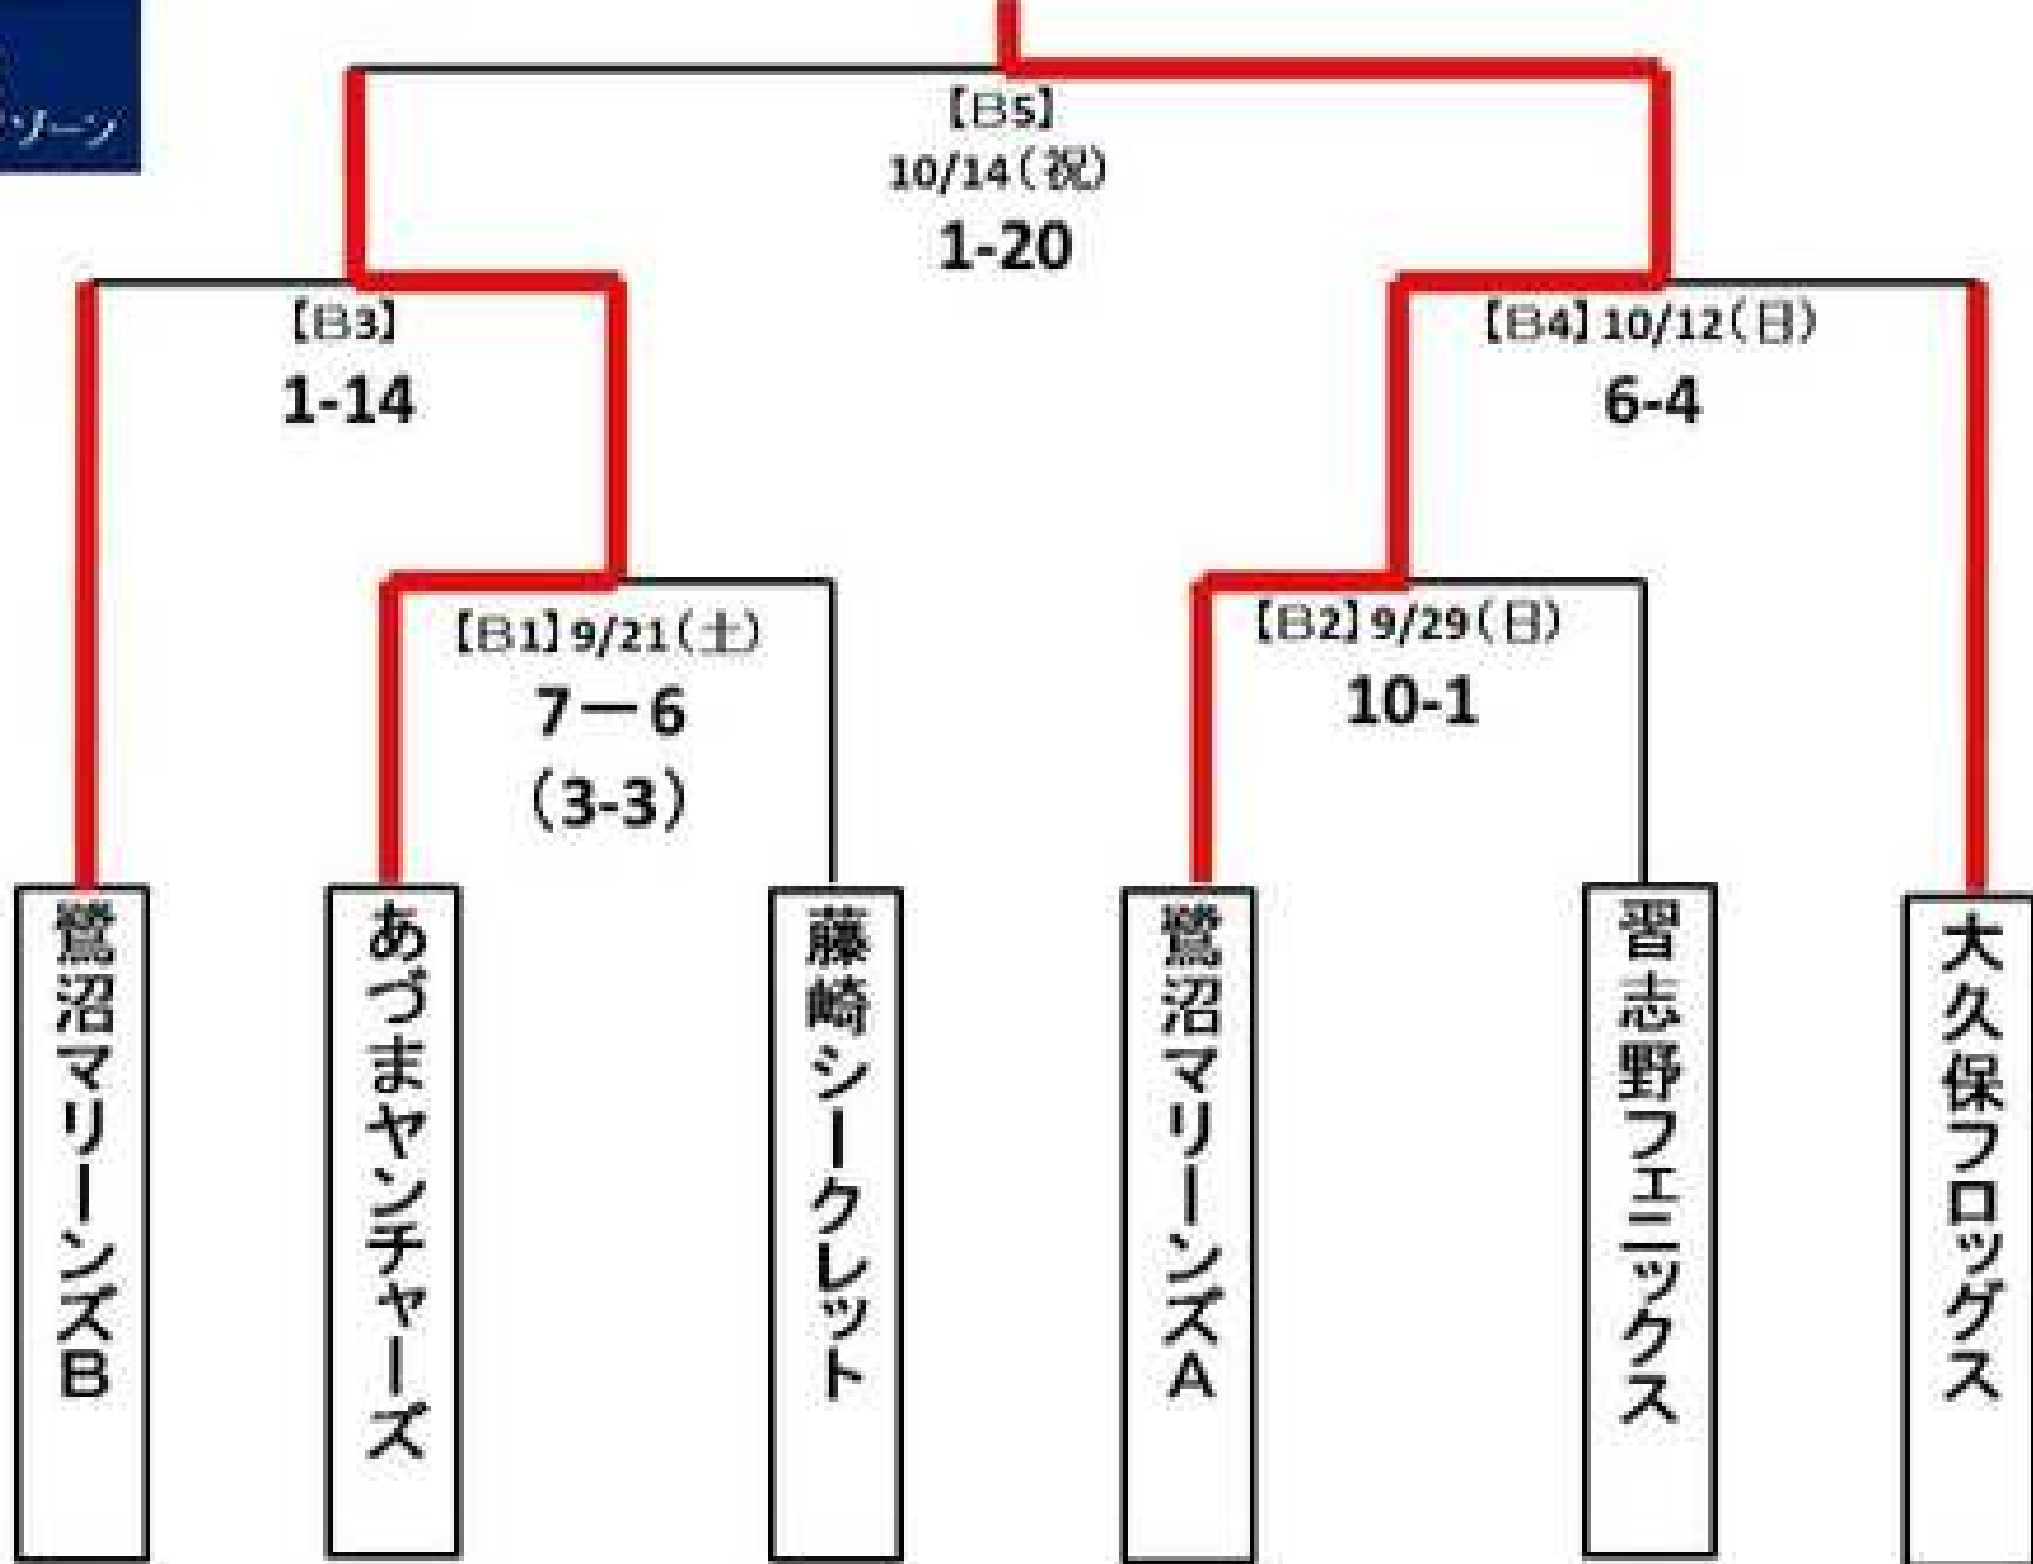 ソーン
【B5】
10/14(祝)
1-20
【B3】
1-14
【B4】10/12(日)
6-4
【B1】9/21(土)
7－6
(3-3)
【B2】9/29(日)
10-1
鷺沼マリーンズB
あづまヤンチャーズ
藤崎シークレット
鷺沼マリーンズA
習志野フェニックス
大久保フロッグス